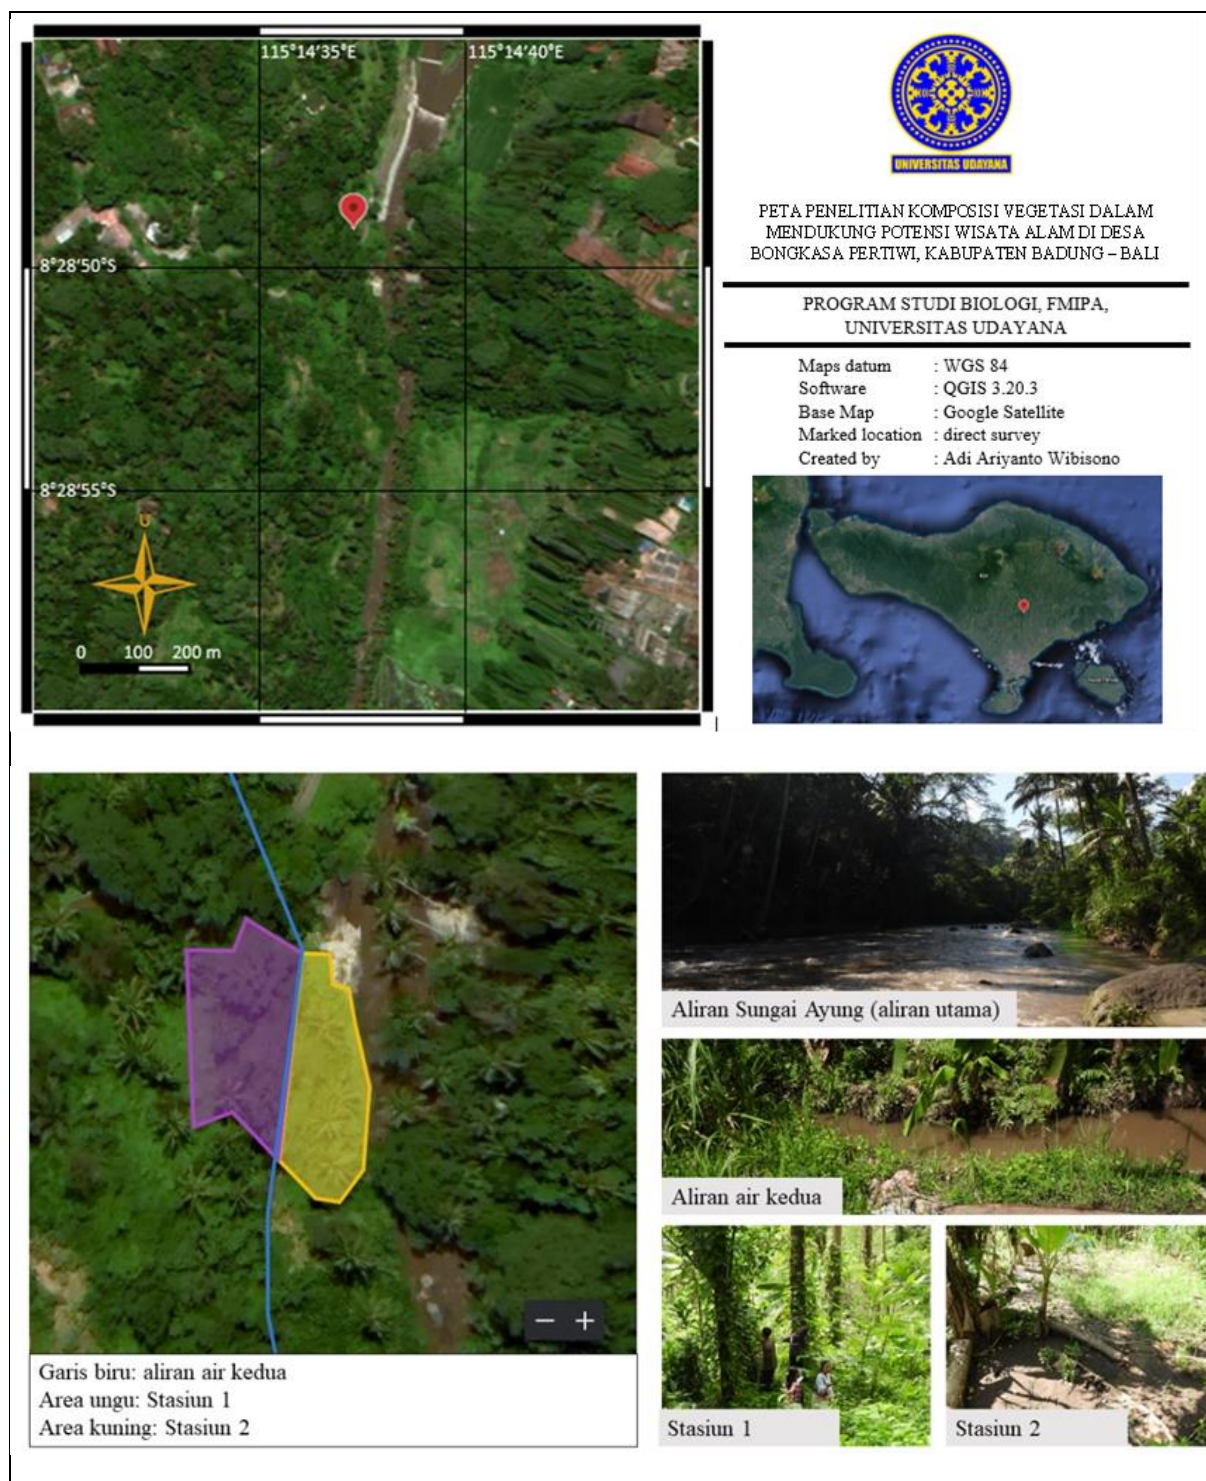 115°14'35"E
115°14'40"E
8°28'50"S
8°28'55"S
U
0 100 200 m
UNIVERSITAS UDAYANA
PETA PENELITIAN KOMPOSISI VEGETASI DALAM
MENDUKUNG POTENSI WISATA ALAM DI DESA
BONGKASA PERTIWI, KABUPATEN BADUNG – BALI
PROGRAM STUDI BIOLOGI, FMIPA,
UNIVERSITAS UDAYANA
Maps datum : WGS 84
Software : QGIS 3.20.3
Base Map : Google Satellite
Marked location : direct survey
Created by : Adi Ariyanto Wibisono
Aliran Sungai Ayung (aliran utama)
Aliran air kedua
Stasiun 1
Stasiun 2
− +
Garis biru: aliran air kedua
Area ungu: Stasiun 1
Area kuning: Stasiun 2